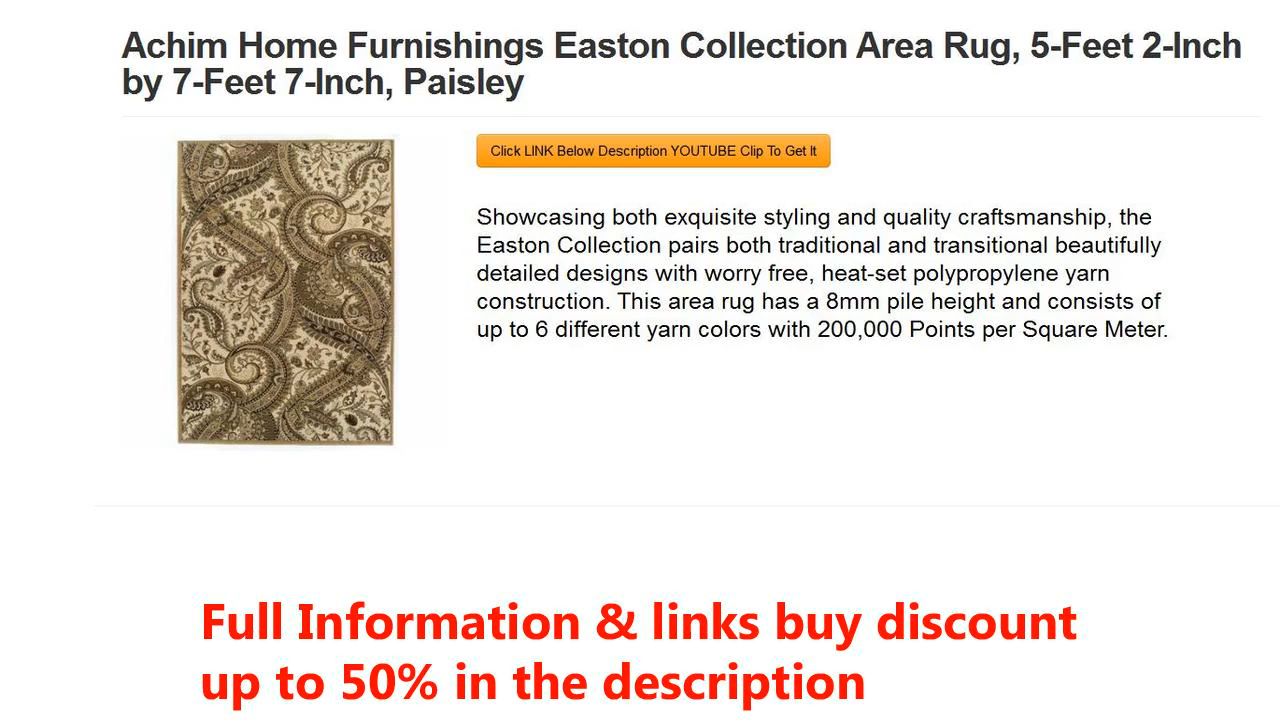 Achim Home Furnishings Easton Collection Area Rug, 5-Feet 2-Inch
by 7-Feet 7-Inch, Paisley
Click LINK Below Description YOUTUBE Clip To Get It
Showcasing both exquisite styling and quality craftsmanship, the
Easton Collection pairs both traditional and transitional beautifully
detailed designs with worry free, heat-set polypropylene yarn
construction. This area rug has a 8mm pile height and consists of
up to 6 different yarn colors with 200,000 Points per Square Meter.
Full Information & links buy discount
up to 50% in the description